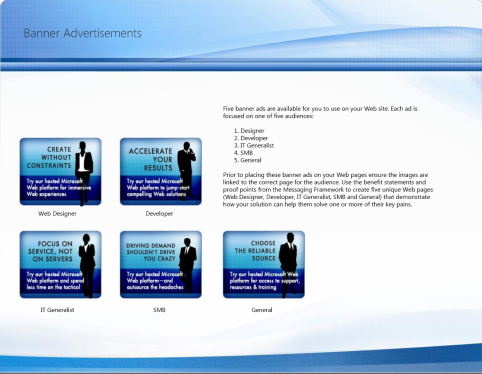 Banner Advertisements
Five banner ads are available for you to use on your Web site. Each ad is
focused on one of five audiences:
1. Designer
2. Developer
3. IT Generalist
4. SMB
5. General
Prior to placing these banner ads on your Web pages ensure the images are
linked to the correct page for the audience. Use the benefit statements and
proof points from the Messaging Framework to create five unique Web pages
(Web Designer, Developer, IT Generalist, SMB and General) that demonstrate
how your solution can help them solve one or more of their key pains.
CREATE
WITHOUT
CONSTRAINTS
Try our hosted Microsoft
Web platform for immersive
Web experiences
Web Designer
ACCELERATE
YOUR
RESULTS
Try our hosted Microsoft
Web platform to jump-start
compelling Web solutions
Developer
FOCUS ON
SERVICE, NOT
ON SERVERS
Try our hosted Microsoft
Web platform and spend
less time on the tactical
IT Generalist
DRIVING DEMAND
SHOULDN'T DRIVE
YOU CRAZY
Try our hosted Microsoft
Web platform—and
outsource the headaches
SMB
CHOOSE
THE RELIABLE
SOURCE
Try our hosted Microsoft Web
platform for access to support,
resources & training
General